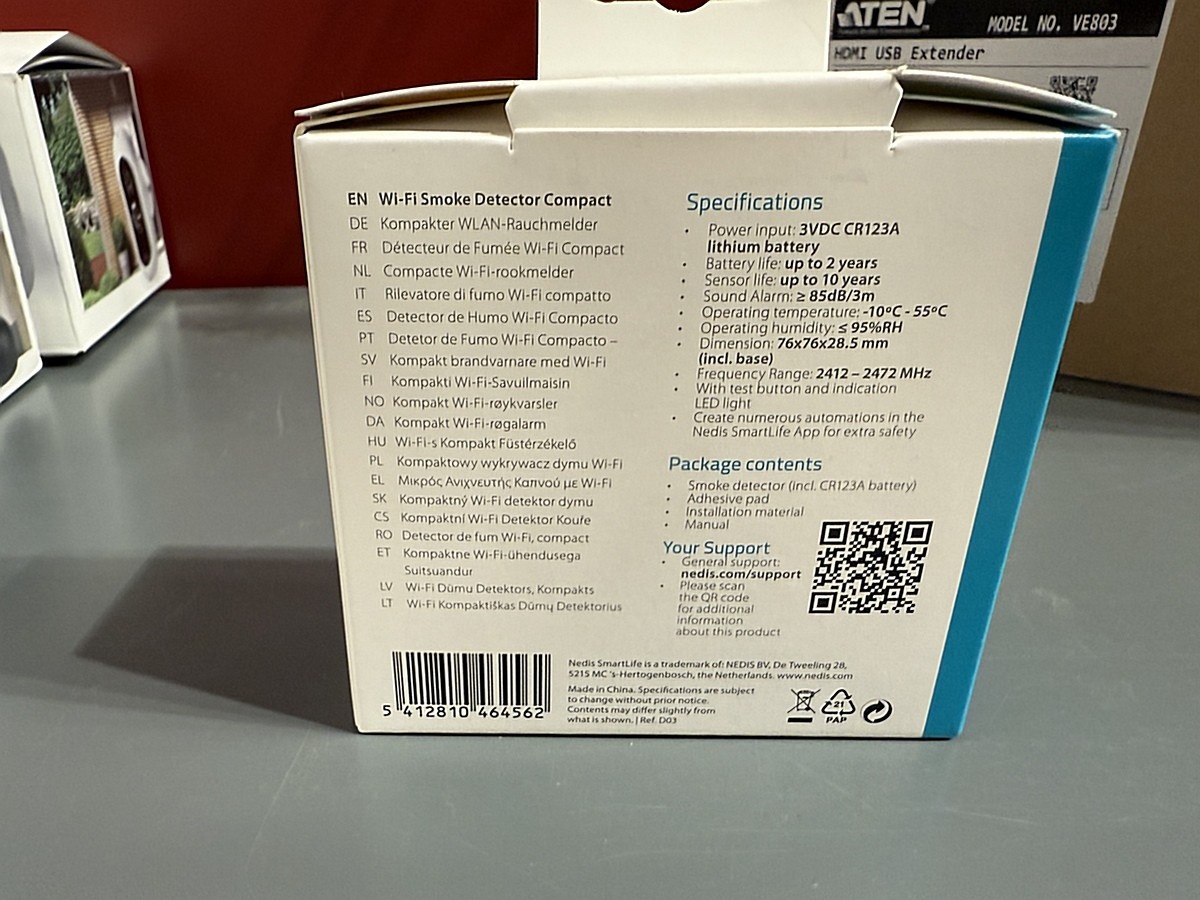 ATEN
MODEL NO. VE803
HDMI USB Extender
EN Wi-Fi Smoke Detector Compact
DE Kompakter WLAN-Rauchmelder
FR Détecteur de Fumée Wi-Fi Compact
NL Compacte Wi-Fi-rookmelder
IT Rilevatore di fumo Wi-Fi compatto
ES Detector de Humo Wi-Fi Compacto
PT Detetor de Fumo Wi-Fi Compacto –
SV Kompakt brandvarnare med Wi-Fi
FI Kompakti Wi-Fi-Savuilmaisin
NO Kompakt Wi-Fi-røykvarsler
DA Kompakt Wi-Fi-røgalarm
HU Wi-Fi-s Kompakt Füstérzékelő
PL Kompaktowy wykrywacz dymu Wi-Fi
EL Μικρός Ανιχνευτής Καπνού με Wi-Fi
SK Kompaktný Wi-Fi detektor dymu
CS Kompaktní Wi-Fi Detektor Kouře
RO Detector de fum Wi-Fi, compact
ET Kompaktne Wi-Fi-ühendusega
Suitsuandur
LV Wi-Fi Dūmu Detektors, Kompakts
LT Wi-Fi Kompaktiškas Dūmų Detektorius
Specifications
• Power input: 3VDC CR123A
lithium battery
• Battery life: up to 2 years
• Sensor life: up to 10 years
• Sound Alarm: ≥ 85dB/3m
• Operating temperature: -10ºC - 55ºC
• Operating humidity: ≤ 95%RH
• Dimension: 76x76x28.5 mm
(incl. base)
• Frequency Range: 2412 – 2472 MHz
• With test button and indication
LED light
• Create numerous automations in the
Nedis SmartLife App for extra safety
Package contents
• Smoke detector (incl. CR123A battery)
• Adhesive pad
• Installation material
• Manual
Your Support
• General support:
nedis.com/support
• Please scan
the QR code
for additional
information
about this product
5 412810 464562
Nedis SmartLife is a trademark of: NEDIS BV, De Tweeling 28,
5215 MC 's-Hertogenbosch, the Netherlands. www.nedis.com
Made in China. Specifications are subject
to change without prior notice.
Contents may differ slightly from
what is shown. | Ref. D03
21
PAP